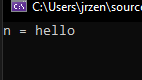 C:\Users\jrzen\source
n = hello